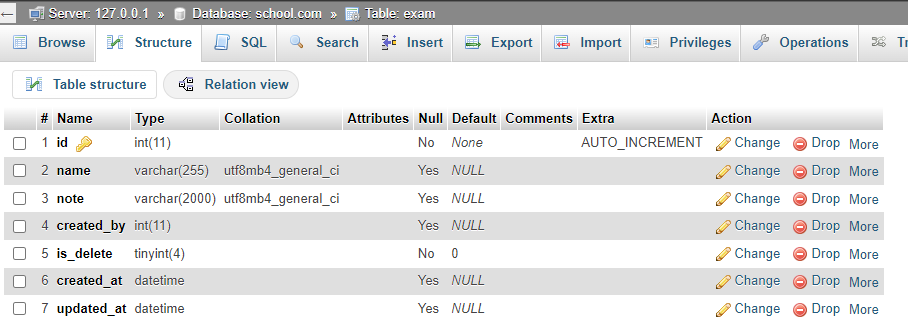 Server: 127.0.0.1 » Database: school.com » Table: exam
Browse Structure SQL Search Insert Export Import Privileges Operations
Table structure Relation view
# Name Type Collation Attributes Null Default Comments Extra Action
1 id int(11) No None AUTO_INCREMENT Change Drop More
2 name varchar(255) utf8mb4_general_ci Yes NULL Change Drop More
3 note varchar(2000) utf8mb4_general_ci Yes NULL Change Drop More
4 created_by int(11) Yes NULL Change Drop More
5 is_delete tinyint(4) No 0 Change Drop More
6 created_at datetime Yes NULL Change Drop More
7 updated_at datetime Yes NULL Change Drop More